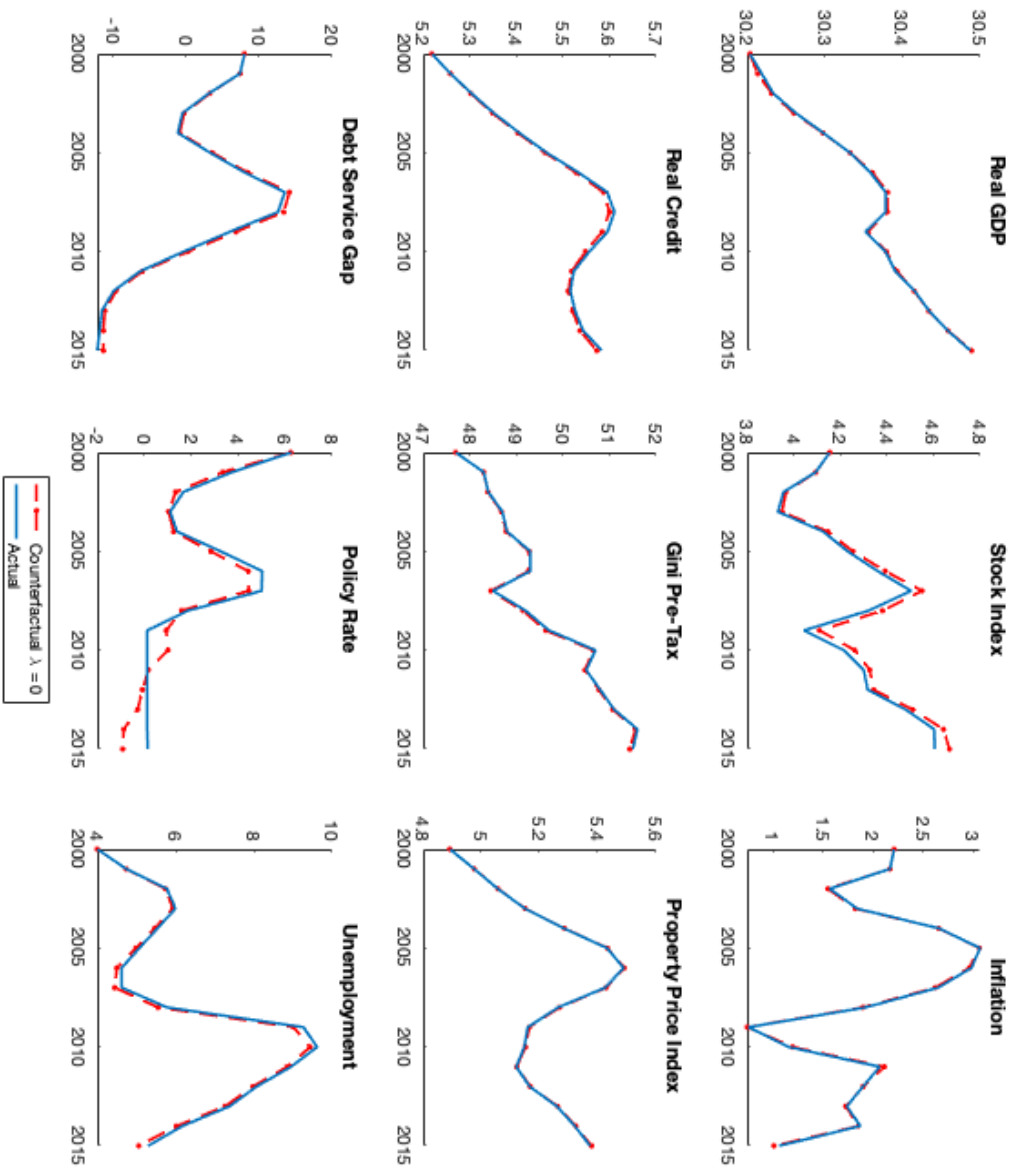 Real GDP
30.5
30.4
30.3
30.2
2000 2005 2010 2015
Stock Index
4.8
4.6
4.4
4.2
4
3.8
2000 2005 2010 2015
Inflation
3
2.5
2
1.5
1
2000 2005 2010 2015
Real Credit
5.7
5.6
5.5
5.4
5.3
5.2
2000 2005 2010 2015
Gini Pre-Tax
52
51
50
49
48
47
2000 2005 2010 2015
Property Price Index
5.6
5.4
5.2
5
4.8
2000 2005 2010 2015
Debt Service Gap
20
10
0
-10
2000 2005 2010 2015
Policy Rate
8
6
4
2
0
-2
2000 2005 2010 2015
Unemployment
10
8
6
4
2000 2005 2010 2015
Counterfactual λ = 0
Actual